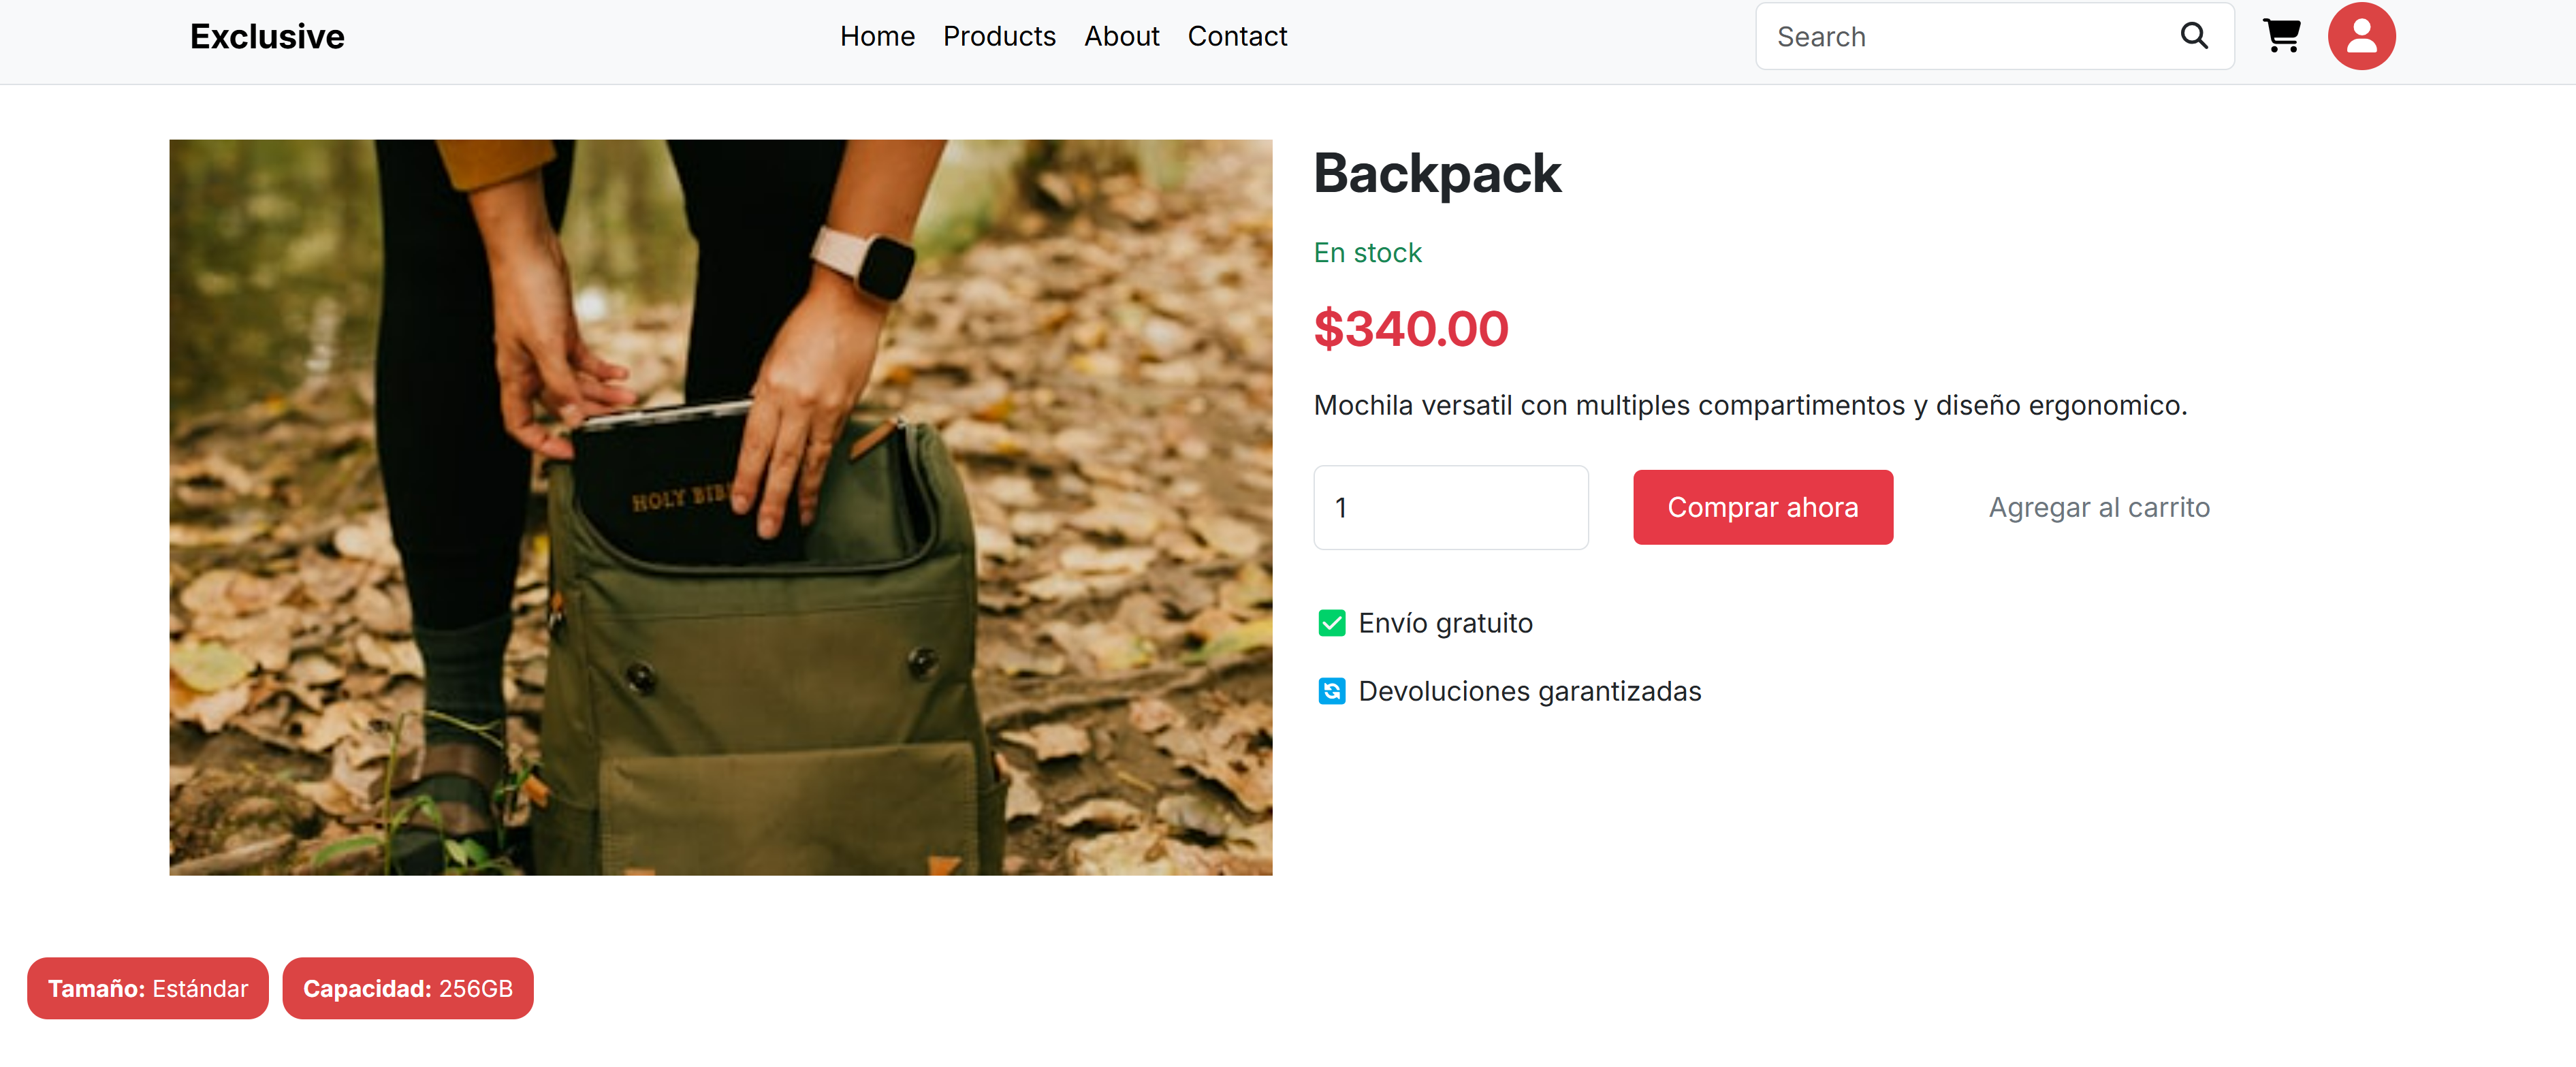 Exclusive
Home Products About Contact
Search
Backpack
En stock
$340.00
Mochila versatil con multiples compartimentos y diseño ergonomico.
1
Comprar ahora
Agregar al carrito
✅ Envío gratuito
🔄 Devoluciones garantizadas
HOLY BIB
Tamaño: Estándar
Capacidad: 256GB